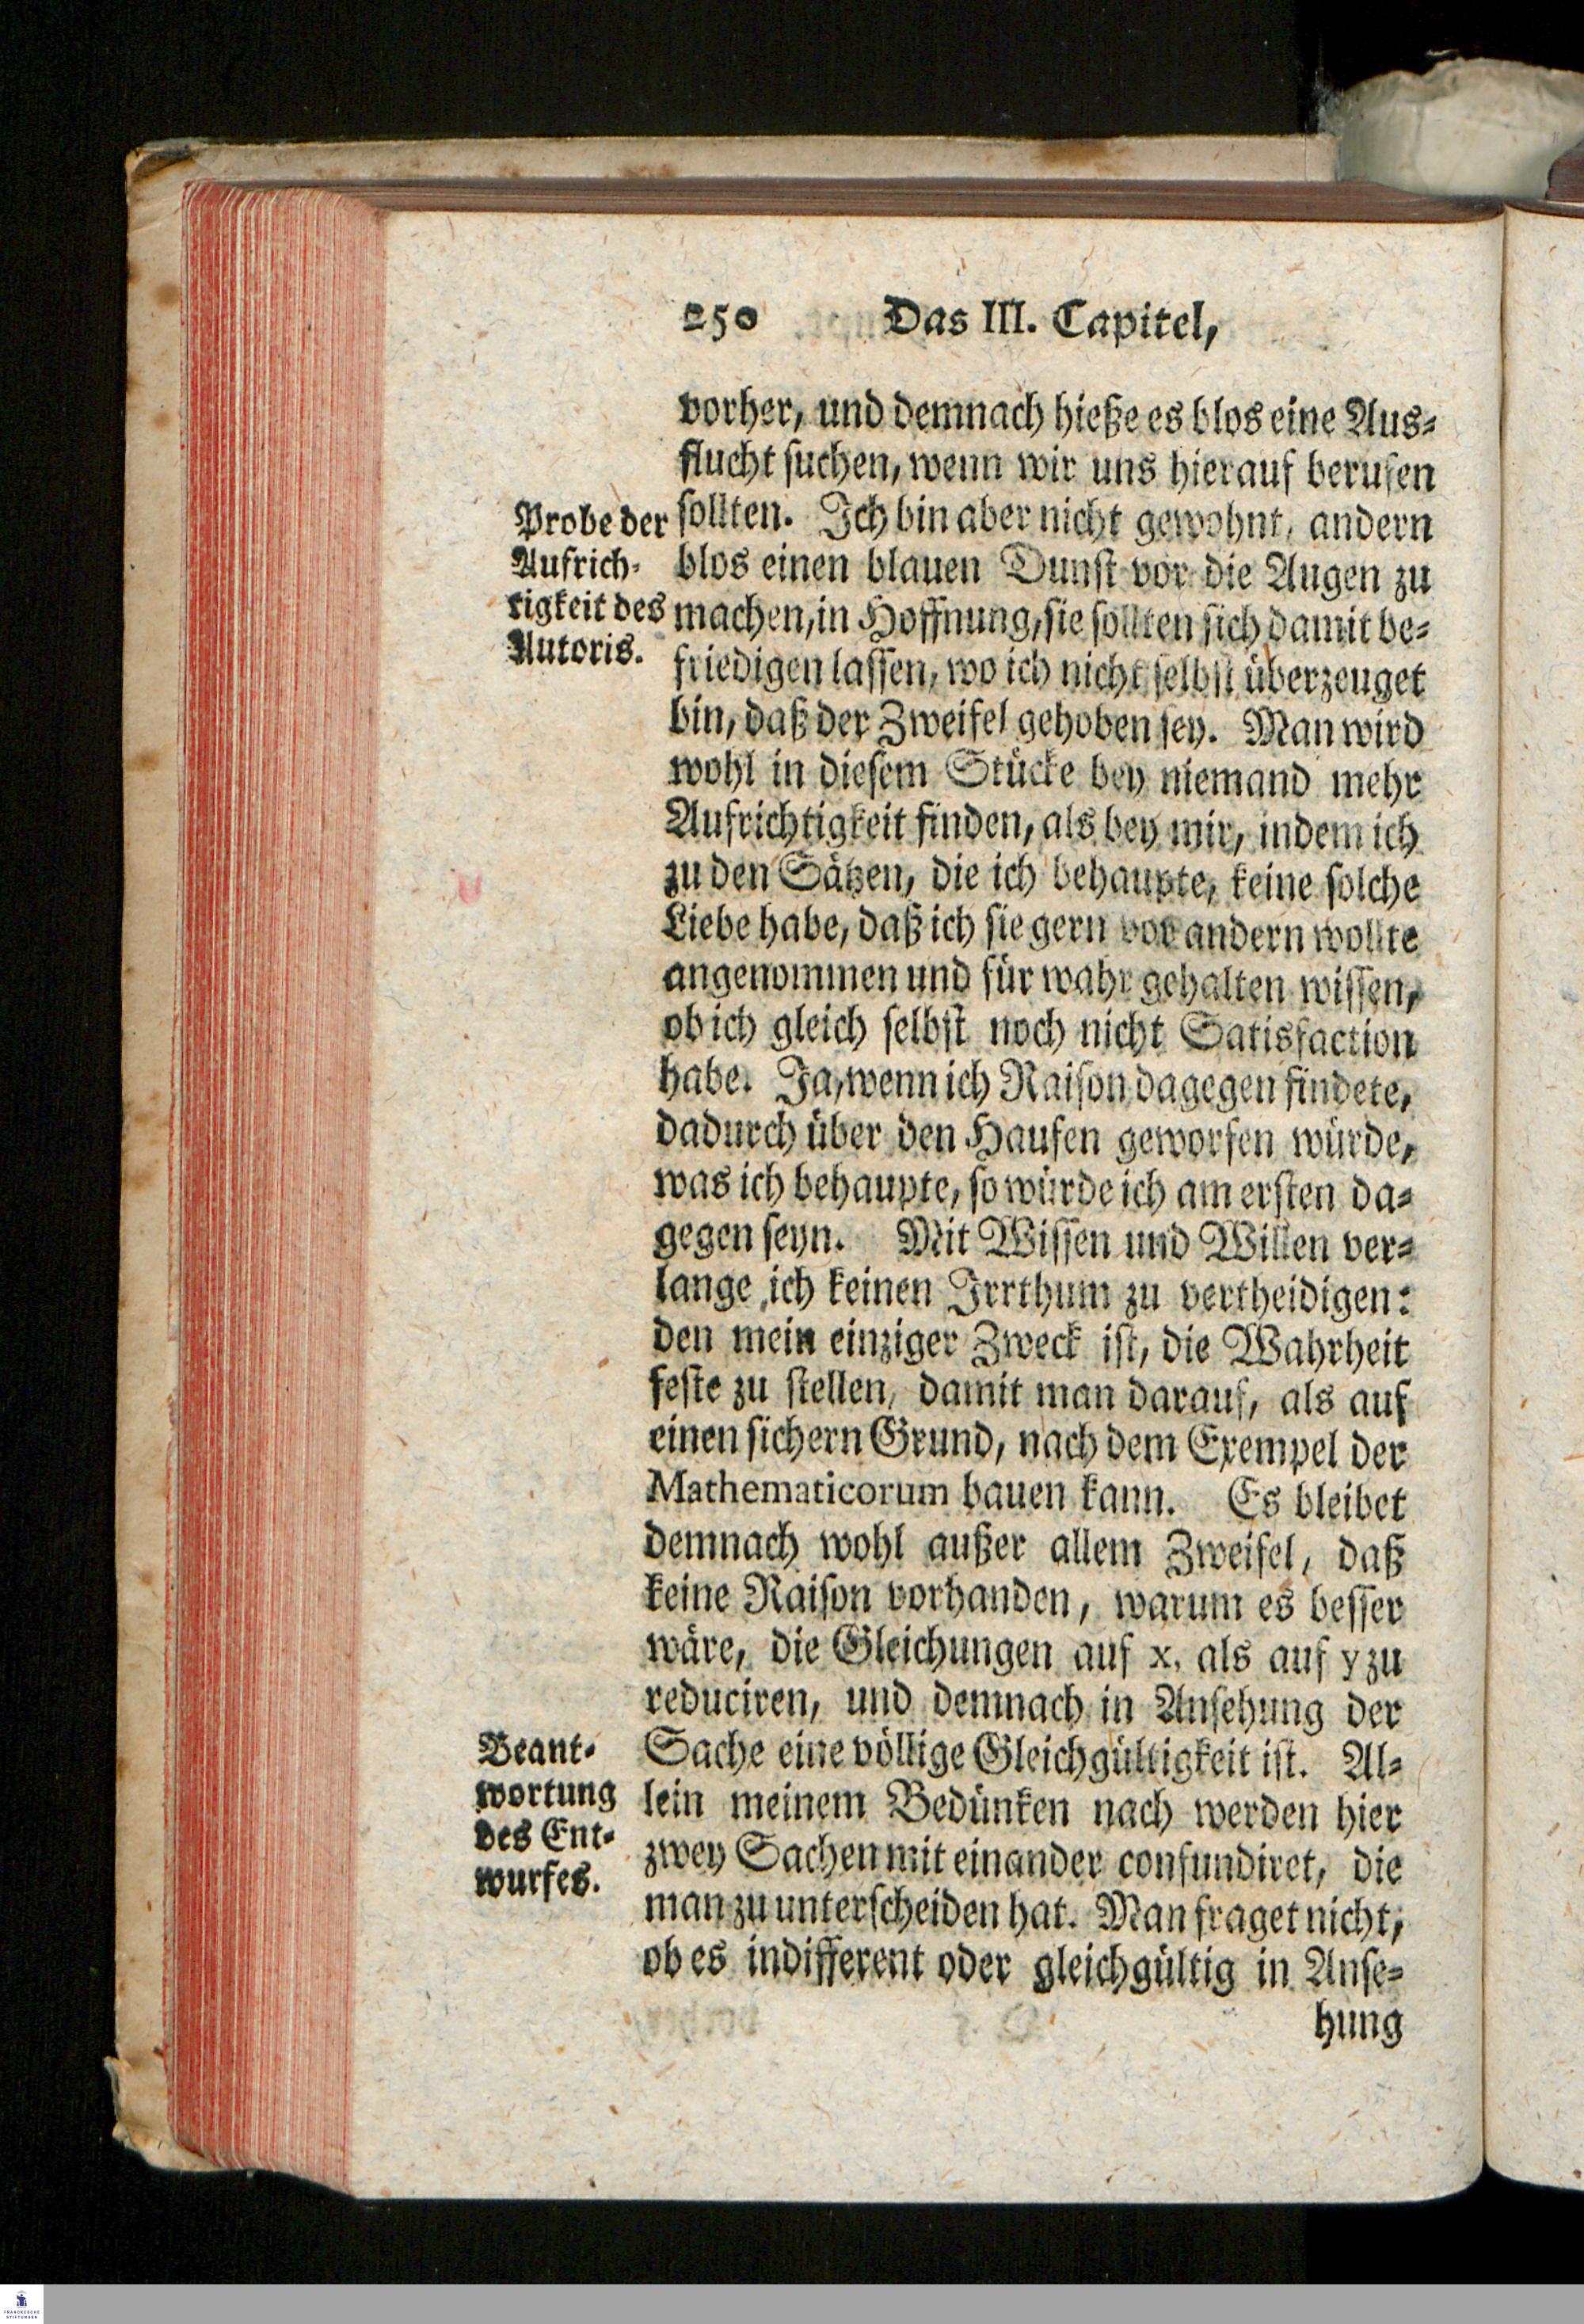 250 Das III. Capitel,
vorher, und demnach hieße es blos eine Aus⸗
flucht suchen, wenn wir uns hierauf berufen
sollten. Ich bin aber nicht gewohnt, andern
blos einen blauen Dunst vor die Augen zu
machen, in Hoffnung, sie sollten sich damit be⸗
friedigen lassen, wo ich nicht selbst überzeuget
bin, daß der Zweifel gehoben sey. Man wird
wohl in diesem Stücke bey niemand mehr
Aufrichtigkeit finden, als bey mir, indem ich
zu den Sätzen, die ich behaupte, keine solche
Liebe habe, daß ich sie gern vor andern wollte
angenommen und für wahr gehalten wissen,
ob ich gleich selbst noch nicht Satisfaction
habe. Ja, wenn ich Raison dagegen findete,
dadurch über den Haufen geworfen würde,
was ich behaupte, so würde ich am ersten da⸗
gegen seyn. Mit Wissen und Willen ver⸗
lange ich keinen Irrthum zu vertheidigen:
den mein einziger Zweck ist, die Wahrheit
feste zu stellen, damit man darauf, als auf
einen sichern Grund, nach dem Exempel der
Mathematicorum bauen kann. Es bleibet
demnach wohl außer allem Zweifel, daß
keine Raison vorhanden, warum es besser
wäre, die Gleichungen auf x, als auf y zu
reduciren, und demnach in Ansehung der
Sache eine völlige Gleichgültigkeit ist. Al⸗
lein meinem Bedünken nach werden hier
zwey Sachen mit einander confundiret, die
man zu unterscheiden hat. Man fraget nicht,
ob es indifferent oder gleichgültig in Anse⸗
hung
Probe der
Aufrich⸗
tigkeit des
Autoris.
Beant⸗
wortung
des Ent⸗
wurfes.
FRANCKESCHE
STIFTUNGEN